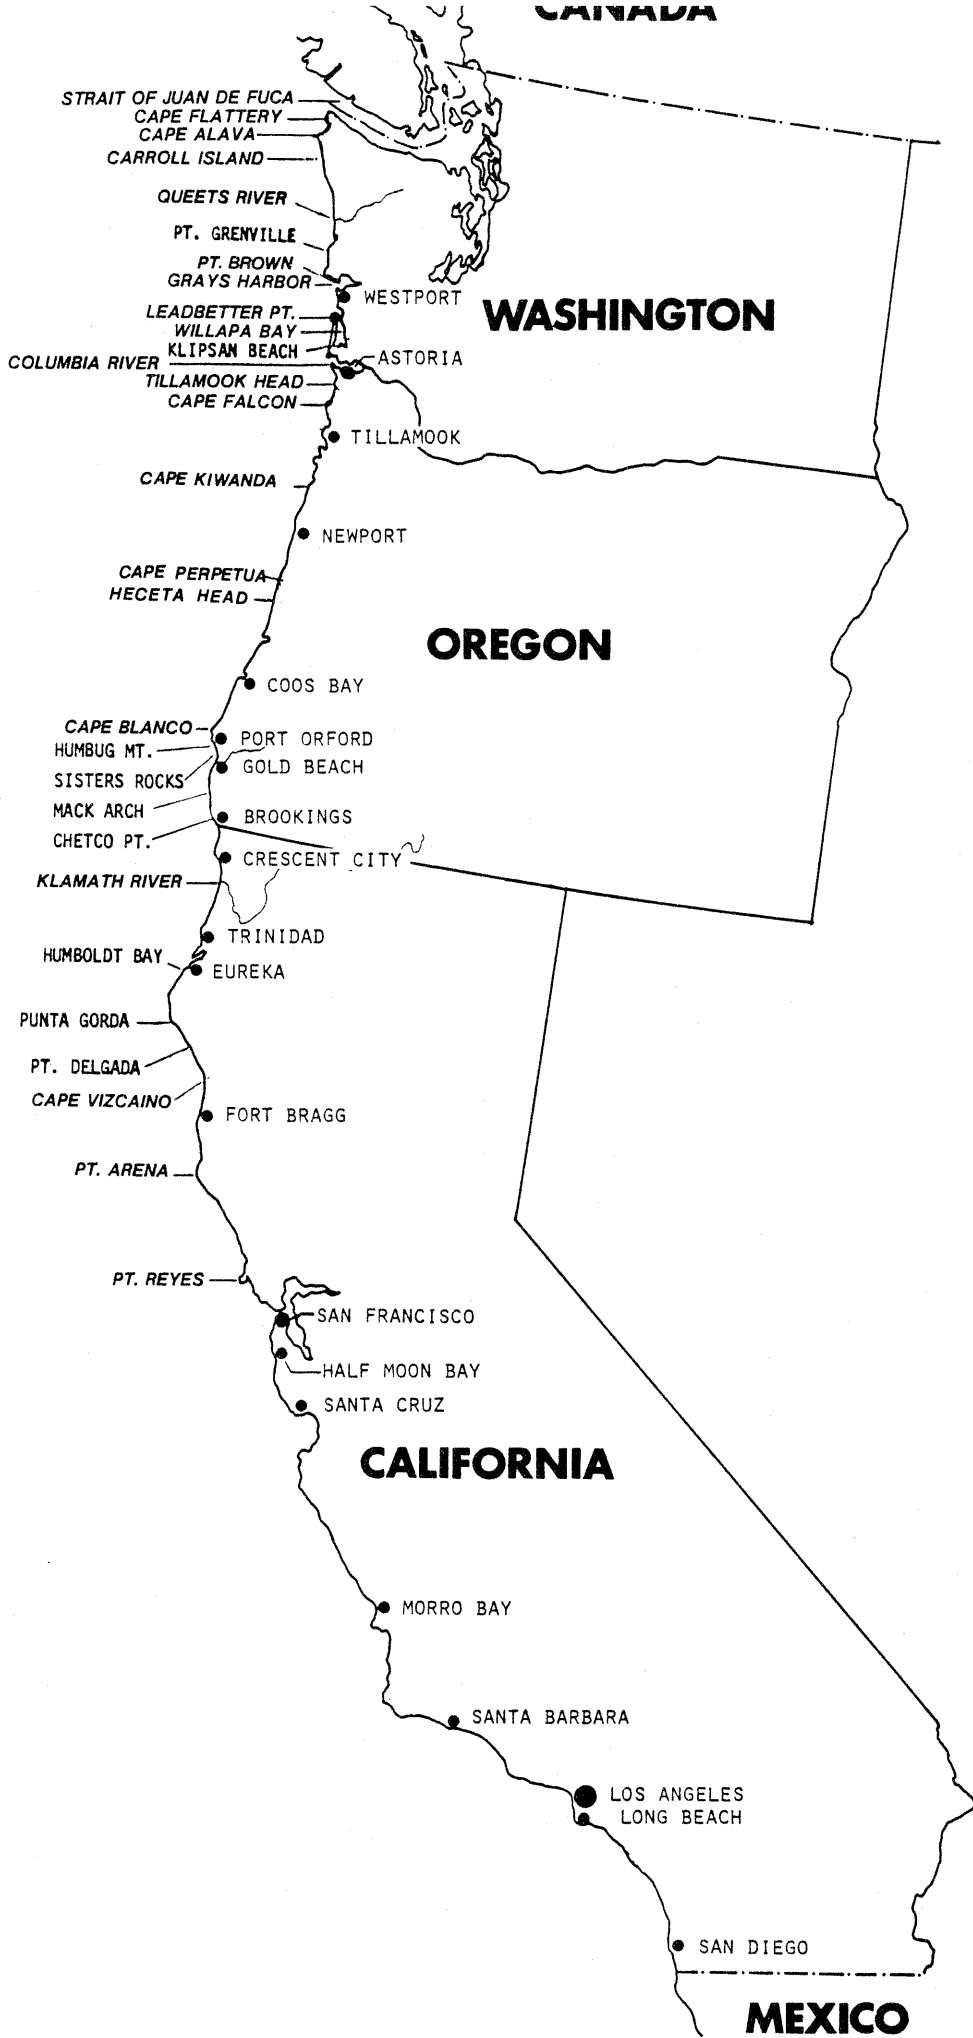 CANADA
STRAIT OF JUAN DE FUCA
CAPE FLATTERY
CAPE ALAVA
CARROLL ISLAND
QUEETS RIVER
PT. GRENVILLE
PT. BROWN
GRAYS HARBOR
WESTPORT
WASHINGTON
LEADBETTER PT.
WILLAPA BAY
KLIPSAN BEACH
ASTORIA
COLUMBIA RIVER
TILLAMOOK HEAD
CAPE FALCON
TILLAMOOK
CAPE KIWANDA
NEWPORT
CAPE PERPETUA
HECETA HEAD
OREGON
COOS BAY
CAPE BLANCO
PORT ORFORD
HUMBUG MT.
GOLD BEACH
SISTERS ROCKS
MACK ARCH
BROOKINGS
CHETCO PT.
CRESCENT CITY
KLAMATH RIVER
TRINIDAD
HUMBOLDT BAY
EUREKA
PUNTA GORDA
PT. DELGADA
CAPE VIZCAINO
FORT BRAGG
PT. ARENA
PT. REYES
SAN FRANCISCO
HALF MOON BAY
SANTA CRUZ
CALIFORNIA
MORRO BAY
SANTA BARBARA
LOS ANGELES
LONG BEACH
SAN DIEGO
MEXICO